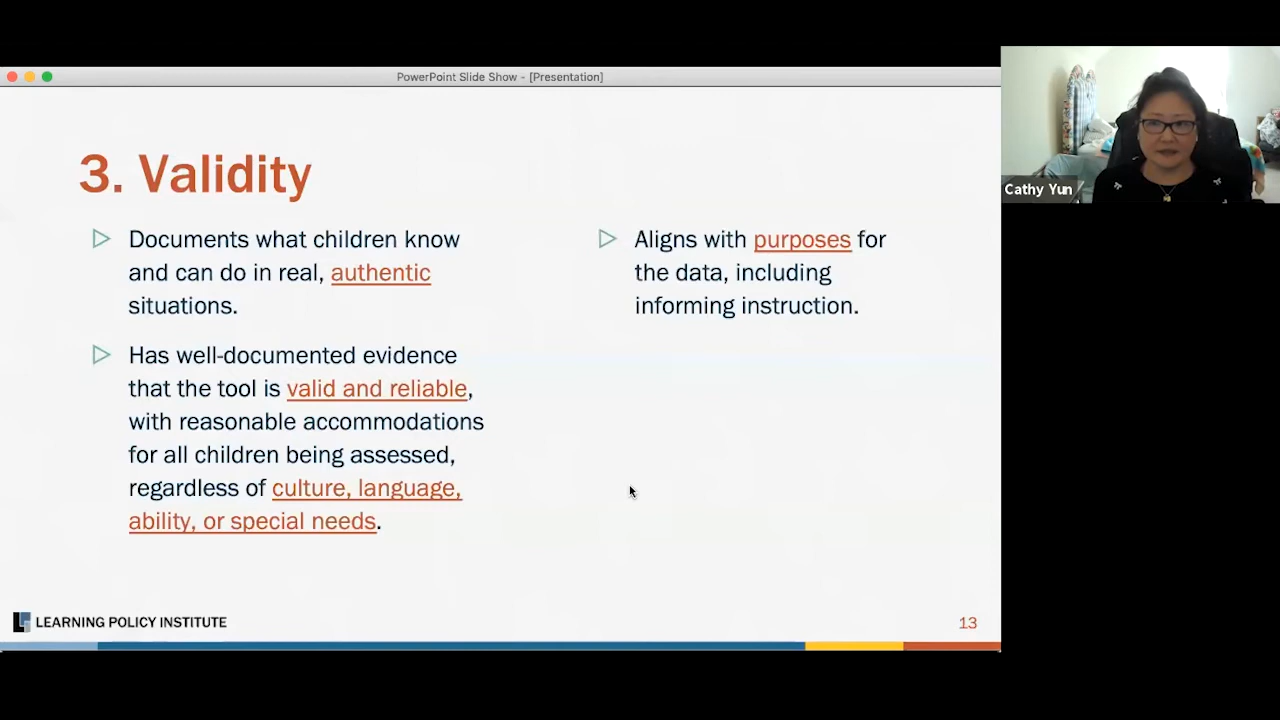 PowerPoint Slide Show - [Presentation]
3. Validity
Documents what children know
and can do in real, authentic
situations.
Has well-documented evidence
that the tool is valid and reliable,
with reasonable accommodations
for all children being assessed,
regardless of culture, language,
ability, or special needs.
Aligns with purposes for
the data, including
informing instruction.
LEARNING POLICY INSTITUTE
13
Cathy Yun